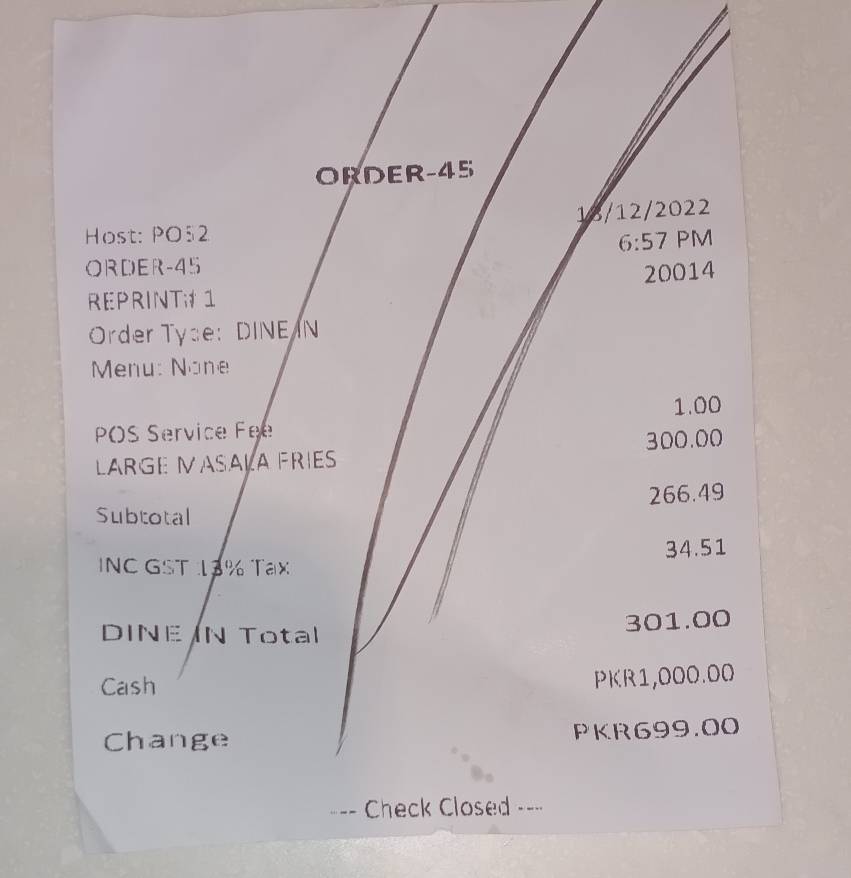 ORDER-45
Host: POS2 18/12/2022
ORDER-45 6:57 PM
REPRINT# 1 20014
Order Type: DINE IN
Menu: None
POS Service Fee 1.00
LARGE MASALA FRIES 300.00
Subtotal 266.49
INC GST 13% Tax 34.51
DINE IN Total 301.00
Cash PKR1,000.00
Change PKR699.00
--- Check Closed ---